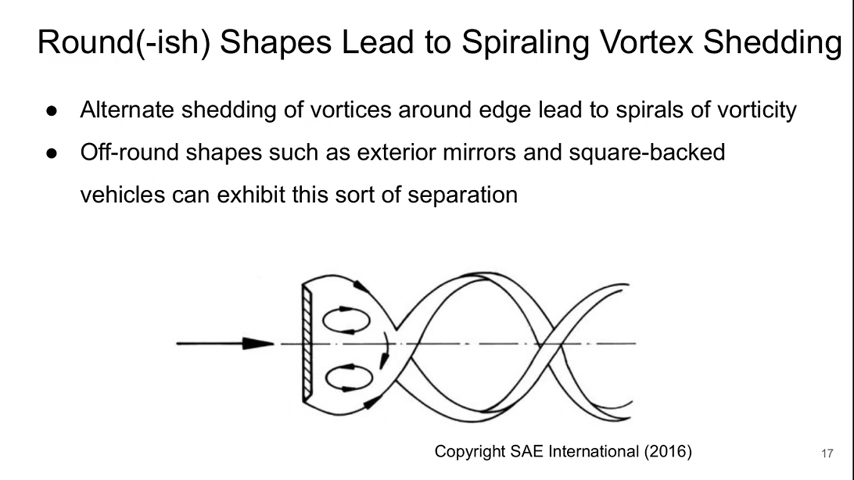 Round(-ish) Shapes Lead to Spiraling Vortex Shedding
● Alternate shedding of vortices around edge lead to spirals of vorticity
● Off-round shapes such as exterior mirrors and square-backed
vehicles can exhibit this sort of separation
Copyright SAE International (2016)
17